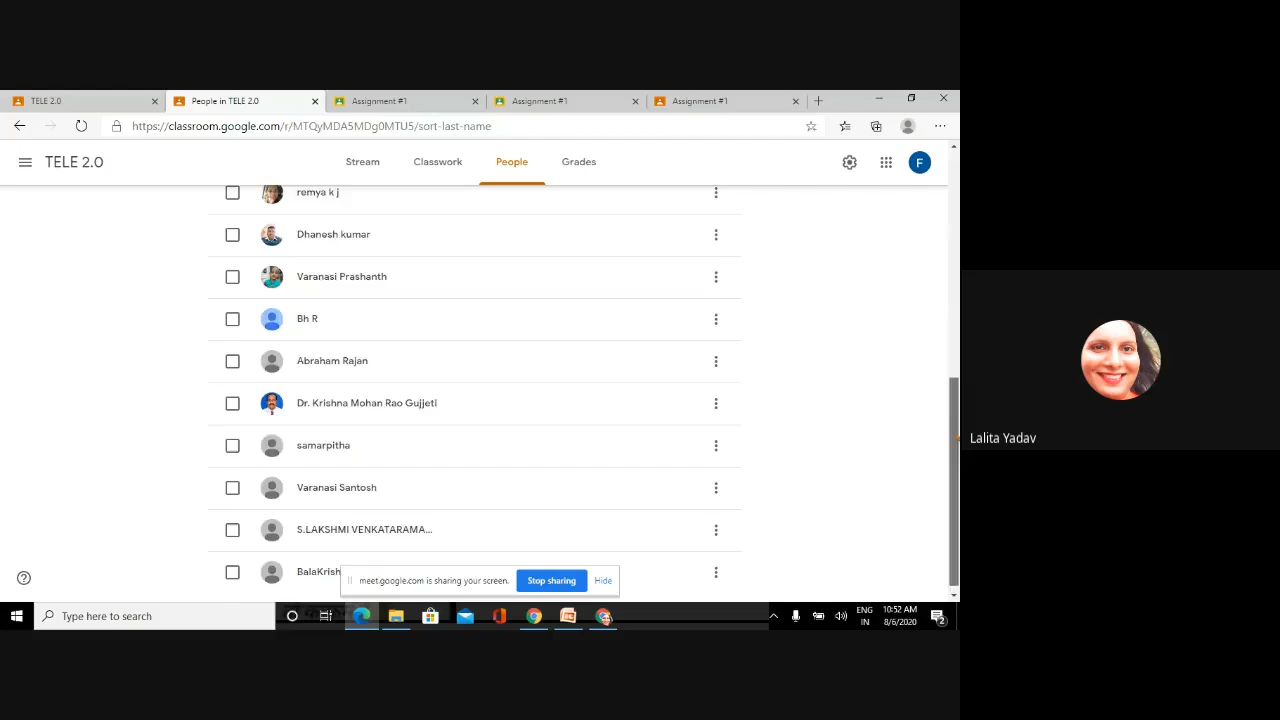 TELE 2.0
People in TELE 2.0
Assignment #1
Assignment #1
Assignment #1
https://classroom.google.com/r/MTQyMDA5MDg0MTU5/sort-last-name
TELE 2.0
Stream
Classwork
People
Grades
F
remya k j
Dhanesh kumar
Varanasi Prashanth
Bh R
Abraham Rajan
Dr. Krishna Mohan Rao Gujjeti
samarpitha
Varanasi Santosh
S.LAKSHMI VENKATARAMA...
BalaKrish
meet.google.com is sharing your screen.
Stop sharing
Hide
Lalita Yadav
Type here to search
ENG
IN
10:52 AM
8/6/2020
2